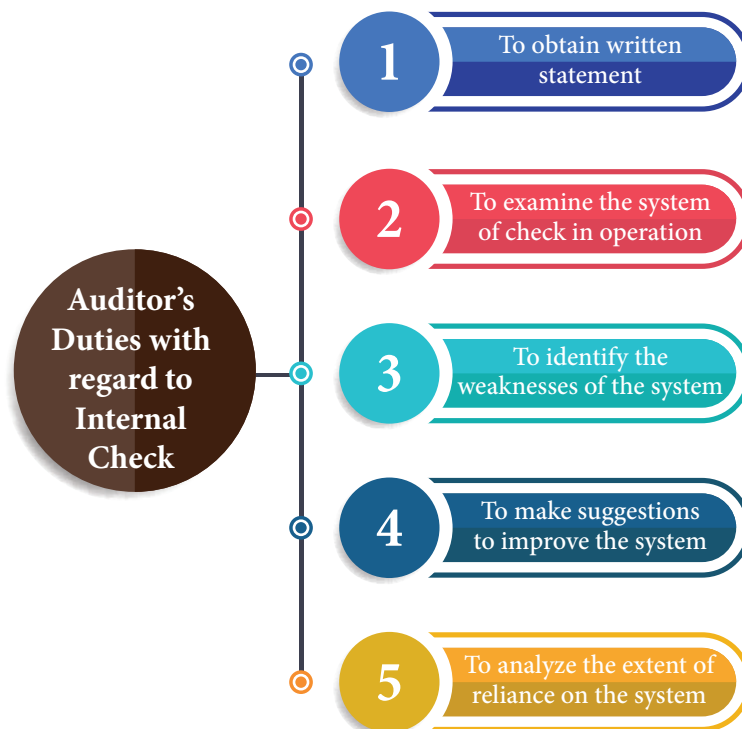 Auditor's
Duties with
regard to
Internal
Check
1
To obtain written
statement
2
To examine the system
of check in operation
3
To identify the
weaknesses of the system
4
To make suggestions
to improve the system
5
To analyze the extent of
reliance on the system